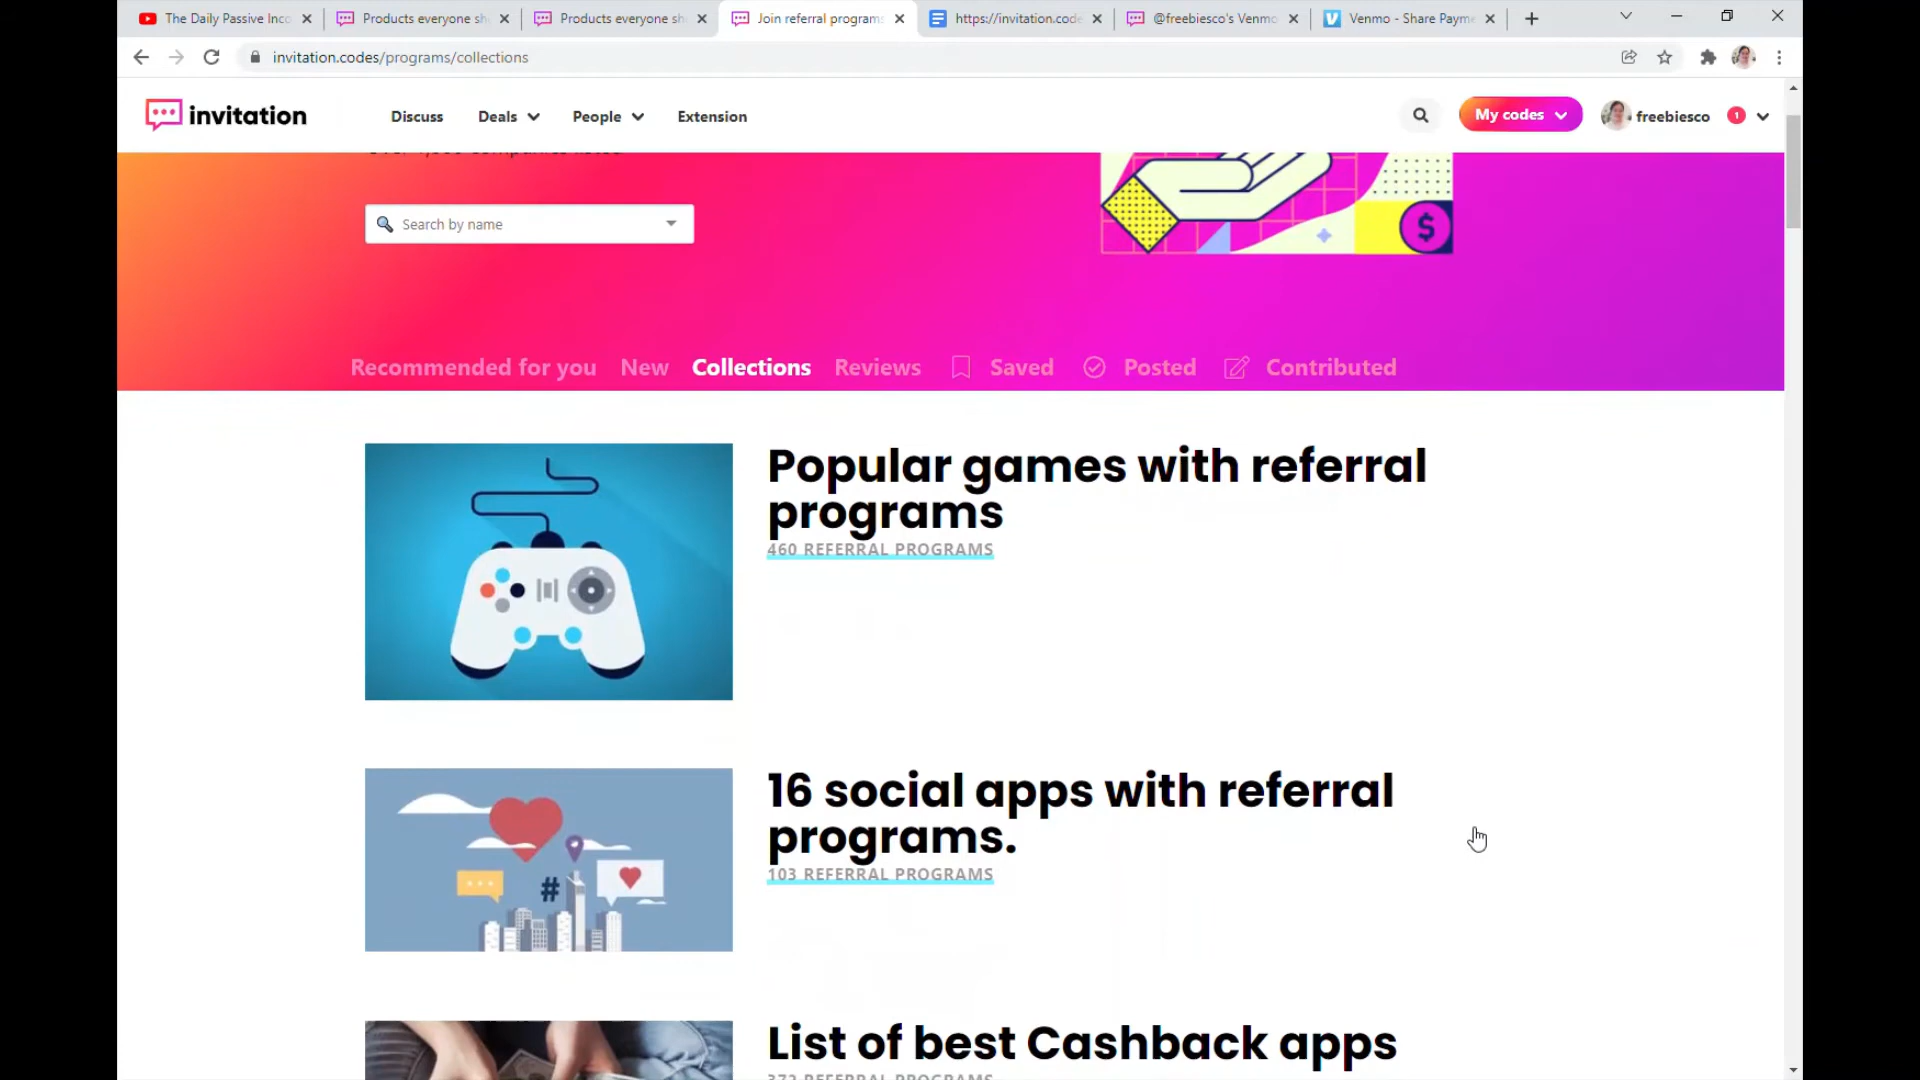 The Daily Passive Inco
Products everyone sh
Products everyone sh
Join referral program
https://invitation.code
@freebiesco's Venmo
Venmo - Share Payme
invitation.codes/programs/collections
invitation
Discuss
Deals
People
Extension
My codes
freebiesco
1
Search by name
$
Recommended for you
New
Collections
Reviews
Saved
Posted
Contributed
Popular games with referral
programs
460 REFERRAL PROGRAMS
16 social apps with referral
programs.
103 REFERRAL PROGRAMS
#
List of best Cashback apps
372 REFERRAL PROGRAMS